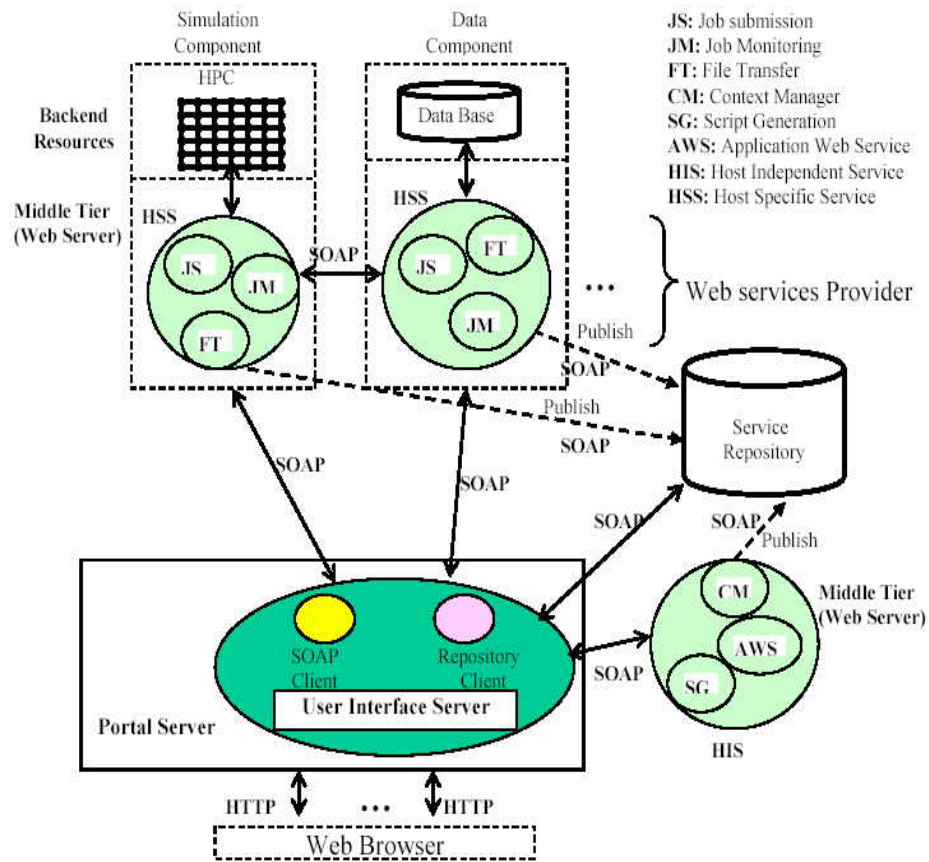 Simulation
Component
Data
Component
JS: Job submission
JM: Job Monitoring
FT: File Transfer
CM: Context Manager
SG: Script Generation
AWS: Application Web Service
HIS: Host Independent Service
HSS: Host Specific Service
HPC
Backend
Resources
Data Base
Middle Tier
(Web Server)
HSS
JS
JM
FT
SOAP
HSS
JS
FT
JM
...
Web services Provider
Publish
SOAP
Publish
SOAP
Service
Repository
SOAP
SOAP
SOAP
SOAP
Publish
CM
AWS
SG
HIS
Middle Tier
(Web Server)
SOAP
SOAP
Client
Repository
Client
User Interface Server
Portal Server
HTTP
...
HTTP
Web Browser